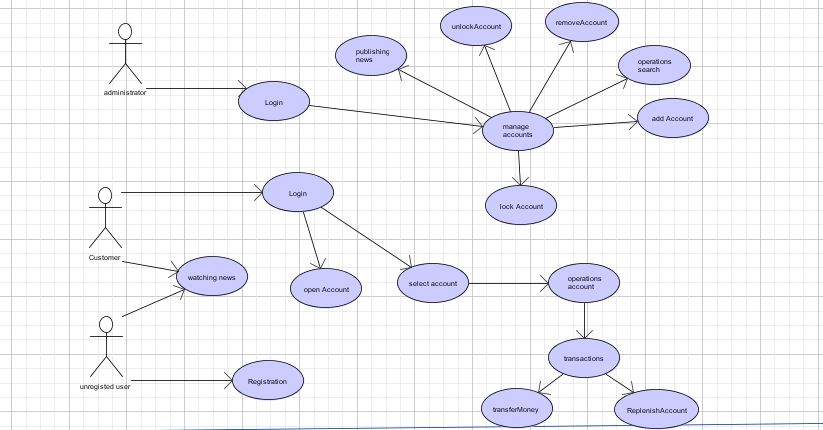 unlockAccount
removeAccount
publishing
news
operations
search
administrator
Login
add Account
manage
accounts
Login
lock Account
Customer
watching news
open Account
select account
operations
account
unregisted user
Registration
transactions
transferMoney
ReplenishAccount